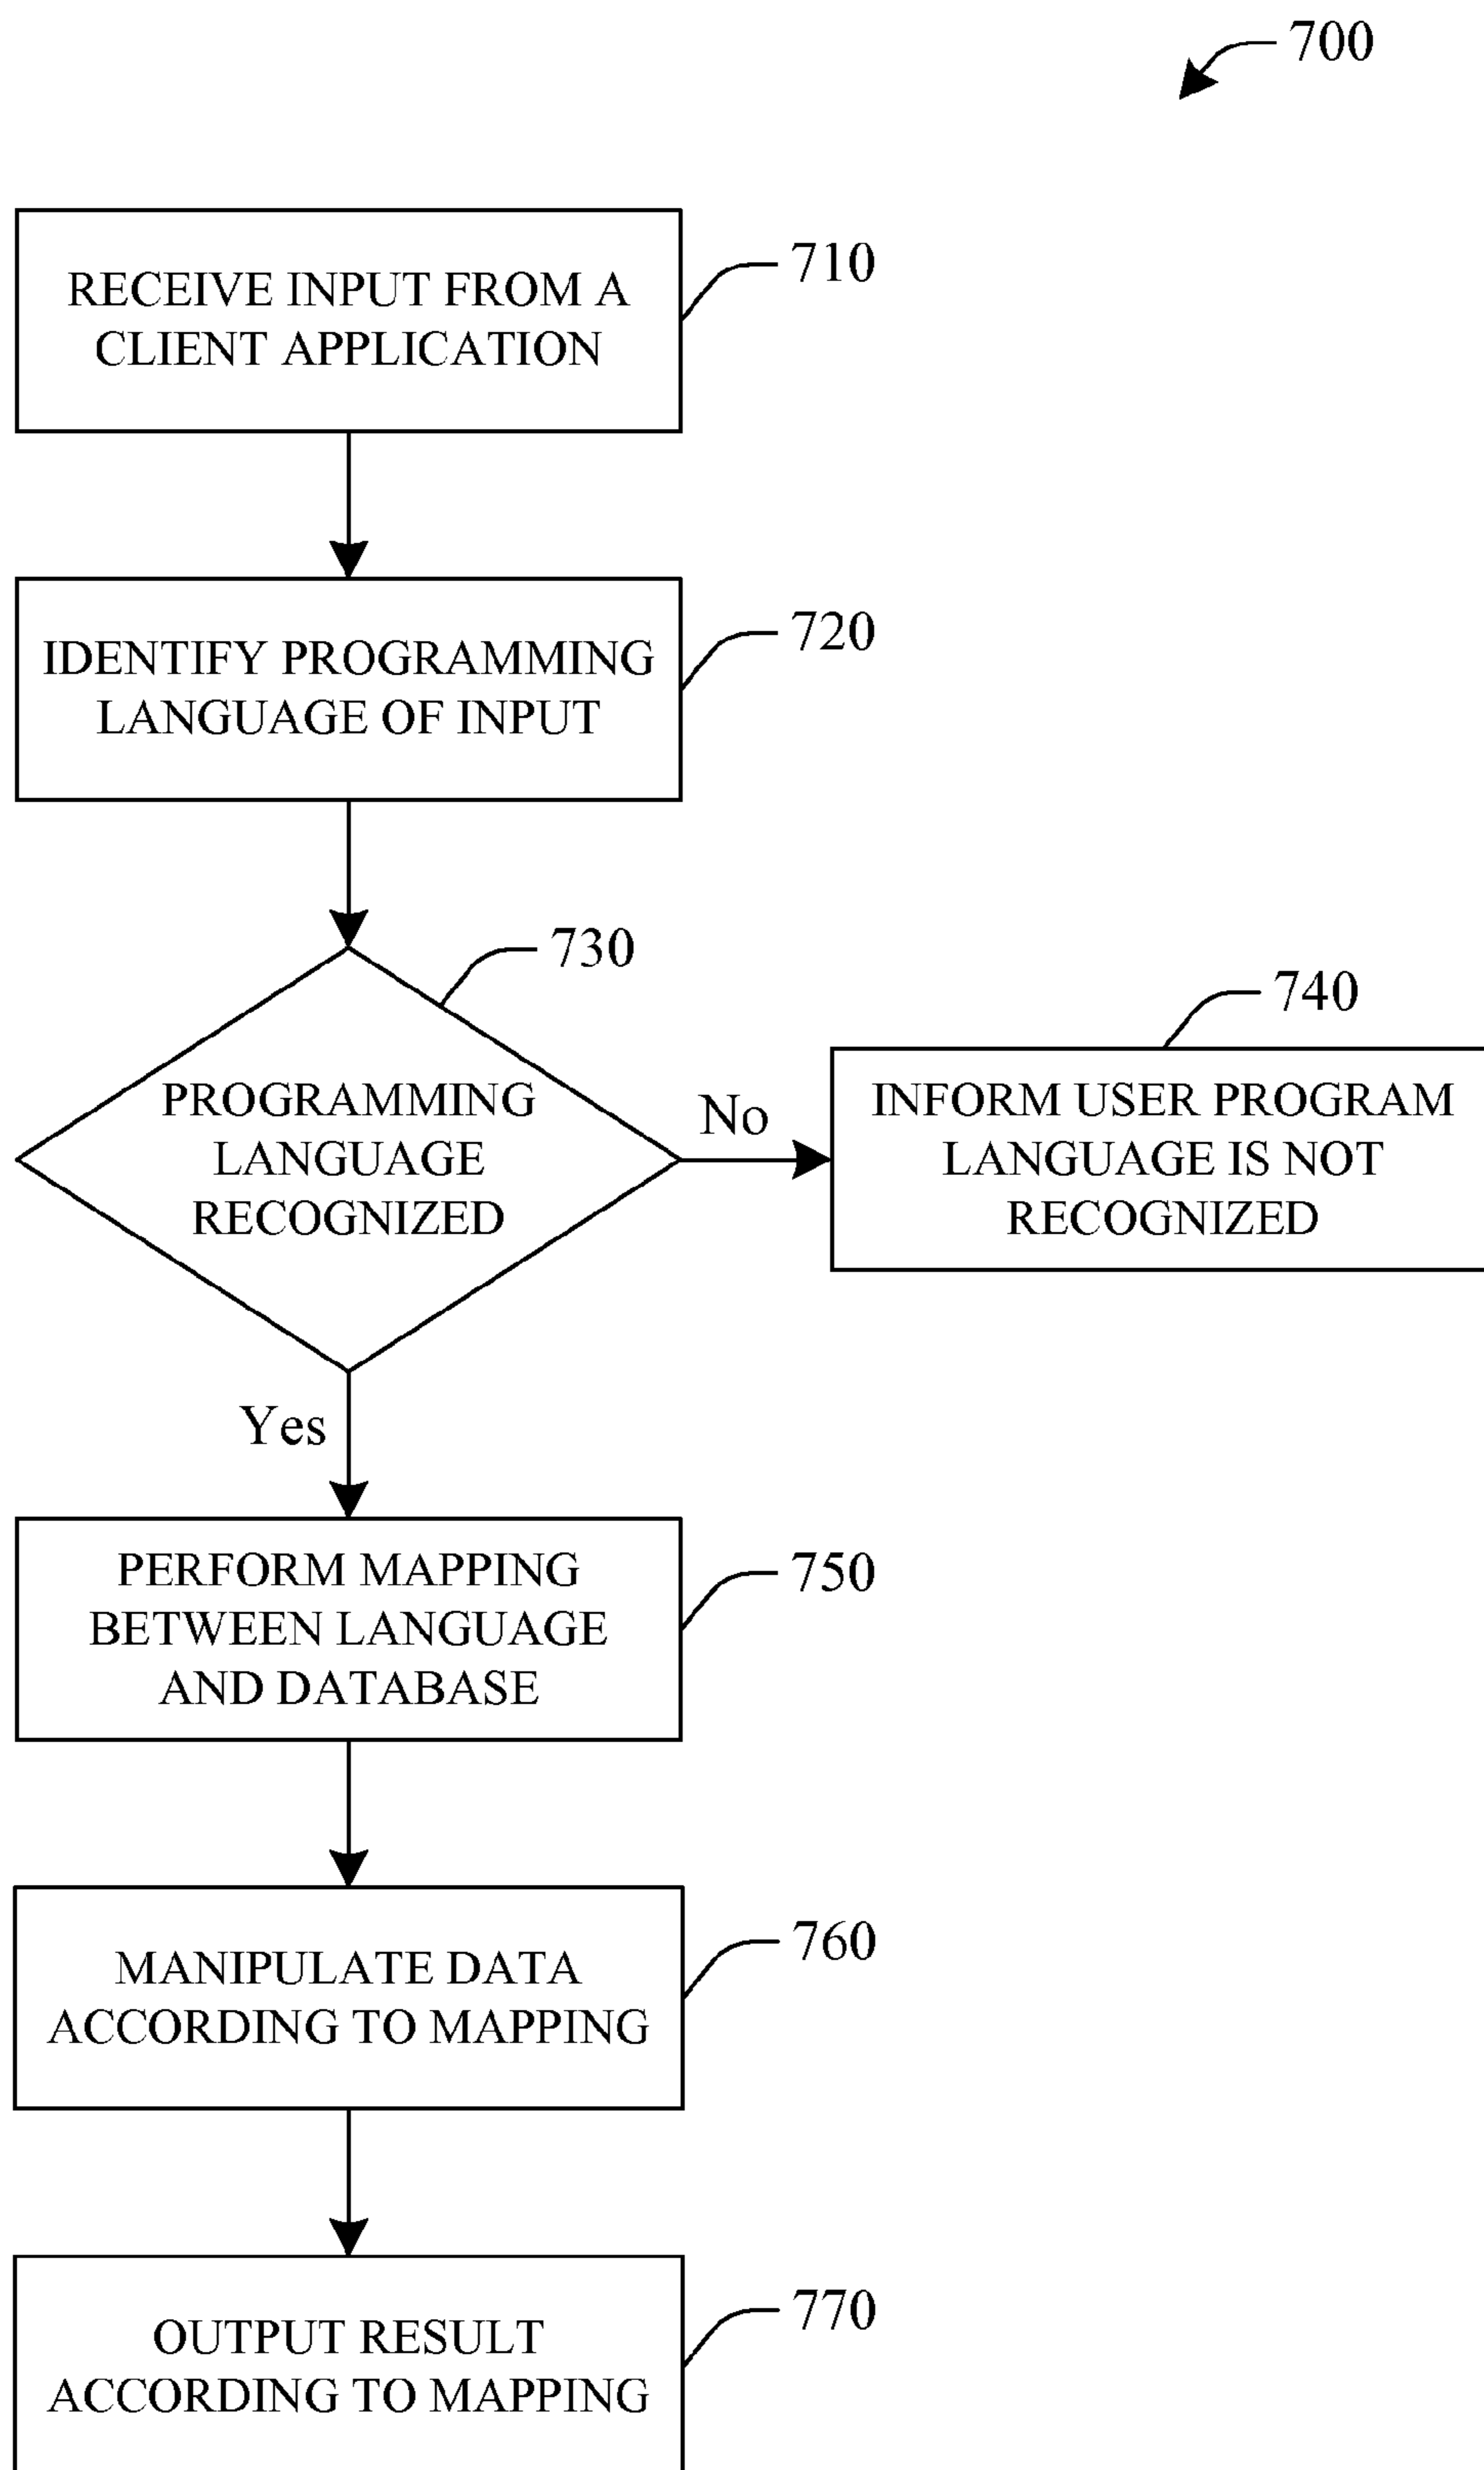 700
RECEIVE INPUT FROM A
CLIENT APPLICATION
710
IDENTIFY PROGRAMMING
LANGUAGE OF INPUT
720
730
PROGRAMMING
LANGUAGE
RECOGNIZED
No
740
INFORM USER PROGRAM
LANGUAGE IS NOT
RECOGNIZED
Yes
PERFORM MAPPING
BETWEEN LANGUAGE
AND DATABASE
750
MANIPULATE DATA
ACCORDING TO MAPPING
760
OUTPUT RESULT
ACCORDING TO MAPPING
770